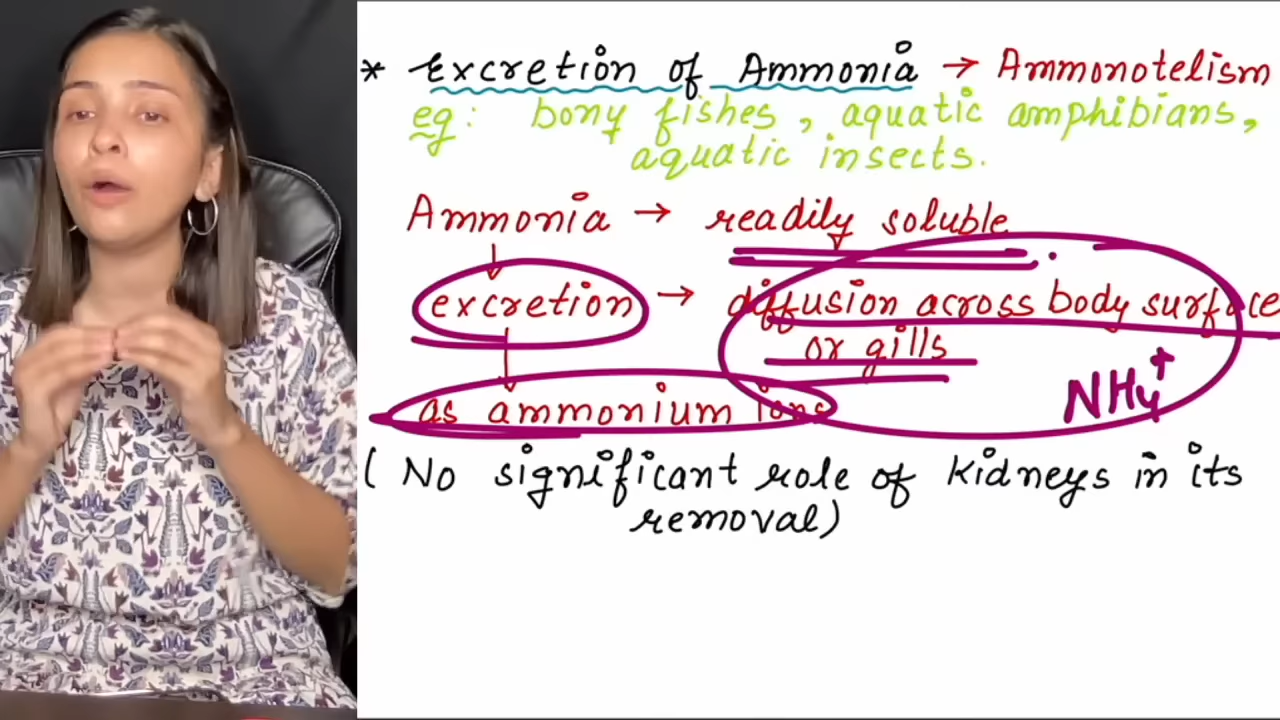 * Excretion of Ammonia → Ammonotelism
eg: bony fishes, aquatic amphibians,
aquatic insects.
Ammonia → readily soluble.
excretion → diffusion across body surface
or gills
as ammonium ions
NH4+
( No significant role of kidneys in its
removal)